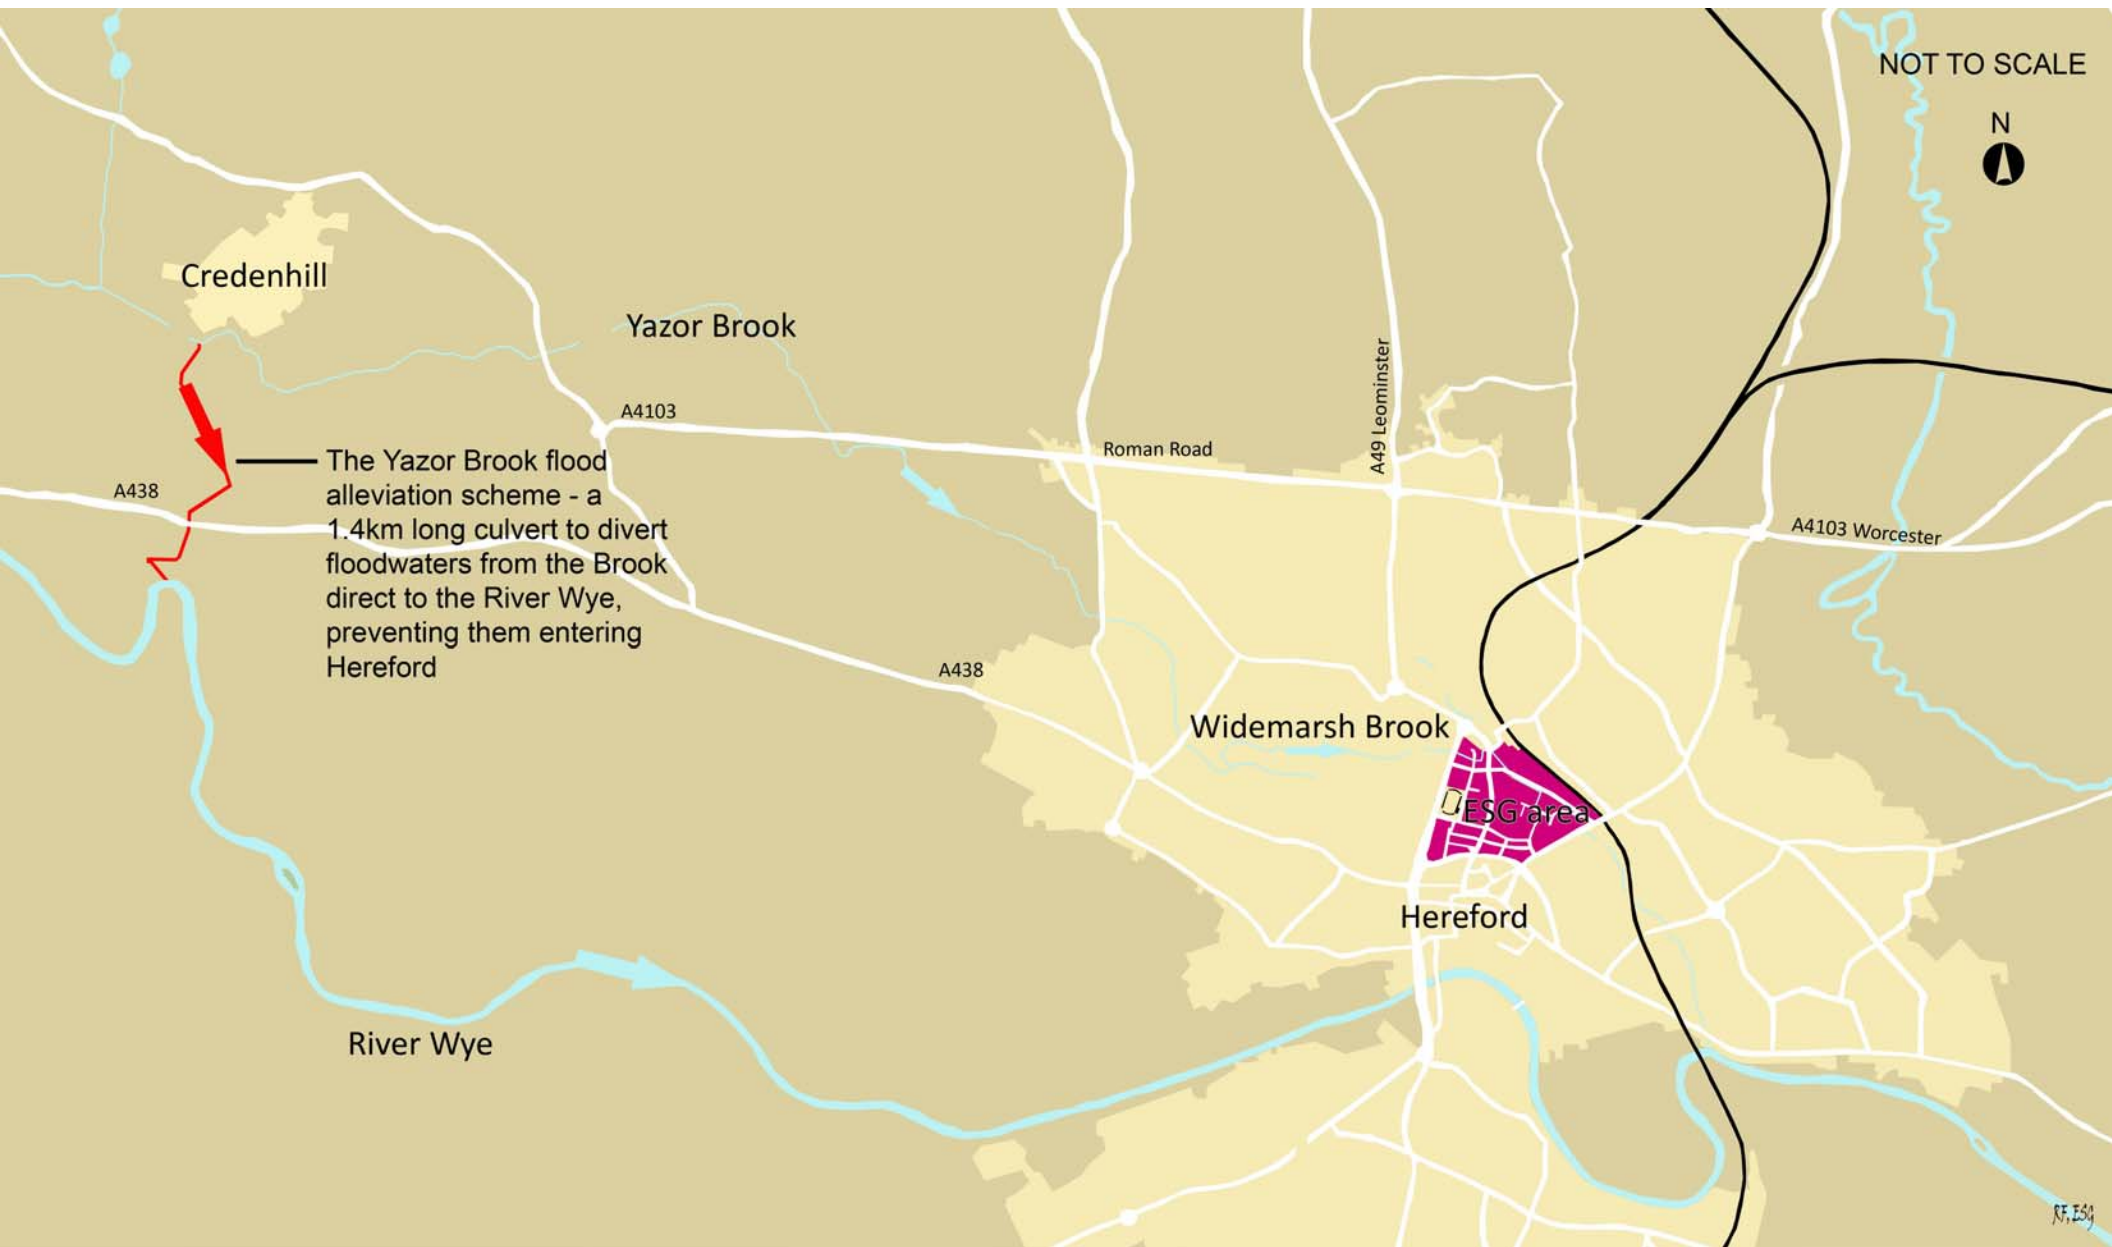 NOT TO SCALE
N
Credenhill
Yazor Brook
A4103
A49 Leominster
Roman Road
The Yazor Brook flood
alleviation scheme - a
1.4km long culvert to divert
floodwaters from the Brook
direct to the River Wye,
preventing them entering
Hereford
A438
A4103 Worcester
A438
Widemarsh Brook
ESG area
Hereford
River Wye
RF, ESG